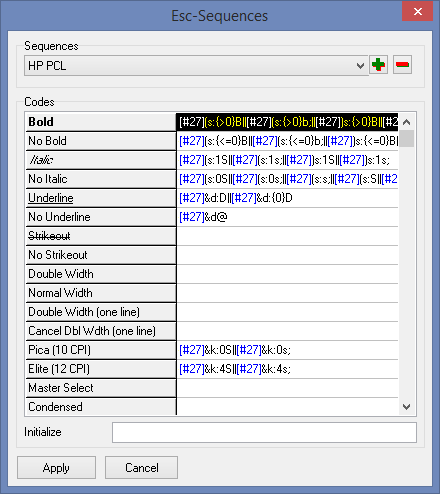 Esc-Sequences
Sequences
HP PCL
Codes
Bold [#27](s:{>0}B||[#27](s:{>0}b;||[#27])s:{>0}B||[#2
No Bold [#27](s:{<=0}B||[#27](s:{<=0}b;||[#27])s:{<=0}B|
Italic [#27](s:1S||[#27](s:1s;||[#27])s:1S||[#27])s:1s;
No Italic [#27](s:0S||[#27](s:0s;||[#27](s:s;||[#27](s:S||[#2
Underline [#27]&d:D||[#27]&d:{0}D
No Underline [#27]&d@
Strikeout
No Strikeout
Double Width
Normal Width
Double Width (one line)
Cancel Dbl Wdth (one line)
Pica (10 CPI) [#27]&k:0S||[#27]&k:0s;
Elite (12 CPI) [#27]&k:4S||[#27]&k:4s;
Master Select
Condensed
Initialize
Apply Cancel